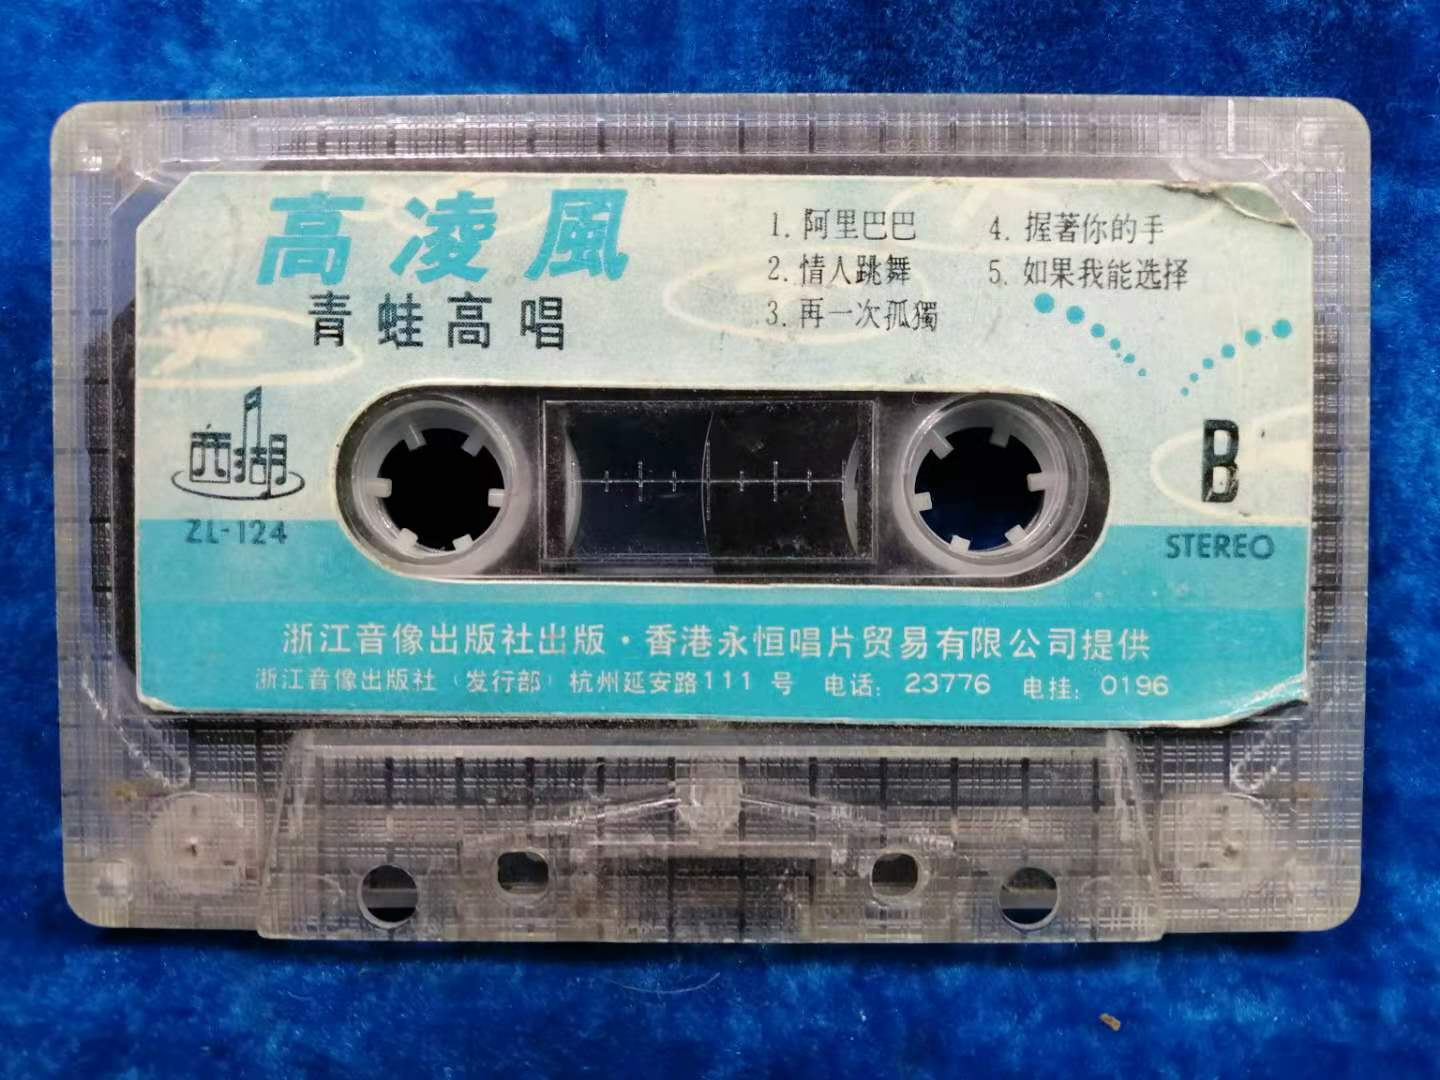 高凌風
青蛙高唱
1. 阿里巴巴
2. 情人跳舞
3. 再一次孤獨
4. 握著你的手
5. 如果我能选择
西湖
ZL-124
B
STEREO
浙江音像出版社出版·香港永恒唱片贸易有限公司提供
浙江音像出版社（发行部）杭州延安路111 号 电话：23776 电挂：0196